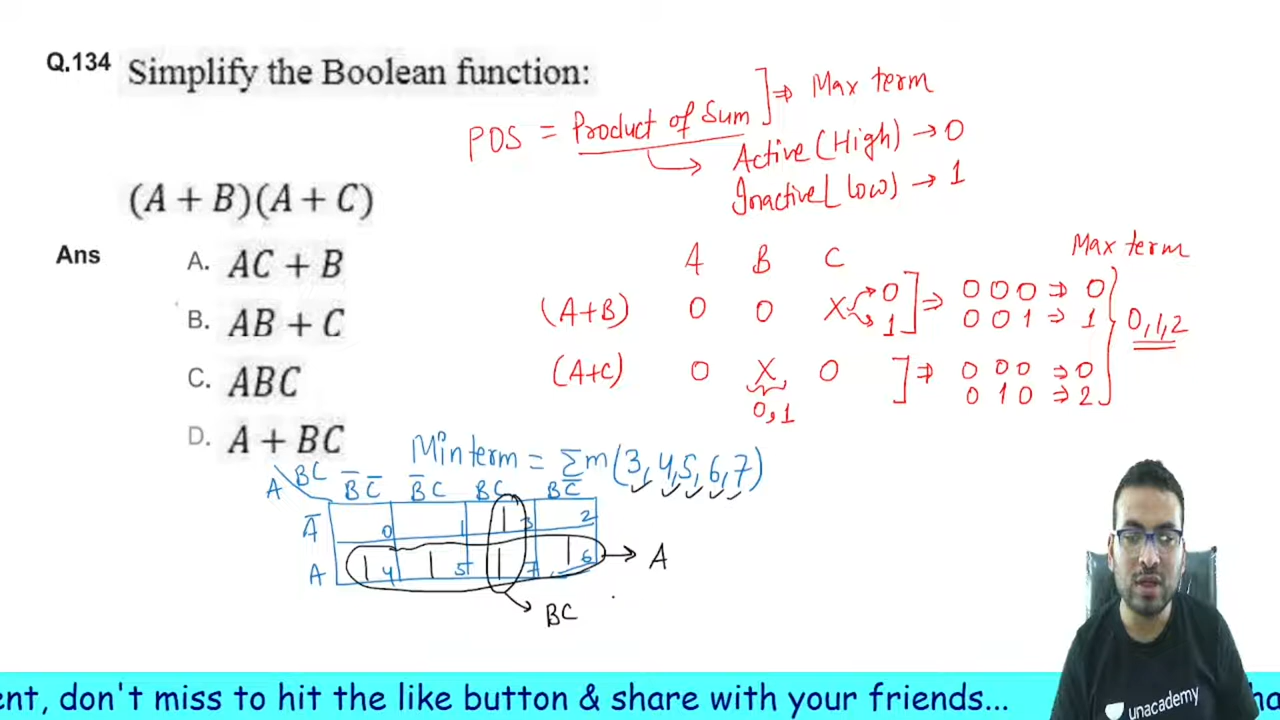 Q.134 Simplify the Boolean function:
POS = Product of Sum ] ⇒ Max term
Active (High) → 0
Inactive (low) → 1
(A + B)(A + C)
Ans
A. AC + B
B. AB + C
C. ABC
D. A + BC
Max term
A B C
(A+B) 0 0 X 0 ] ⇒ 0 0 0 ⇒ 0
1 0 0 1 ⇒ 1
0,1,2
(A+C) 0 X 0 ] ⇒ 0 0 0 ⇒ 0
0,1 0 1 0 ⇒ 2
Min term = Σm (3, 4, 5, 6, 7)
A BC B̅ C̅ B̅ C BC BC̅
A̅ 0 1 1 3 2
A 1 4 1 5 1 7 1 6 → A
BC
ent, don't miss to hit the like button & share with your friends...
unacademy